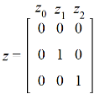 z₀ z₁ z₂
0 0 0
z = 0 1 0
0 0 1